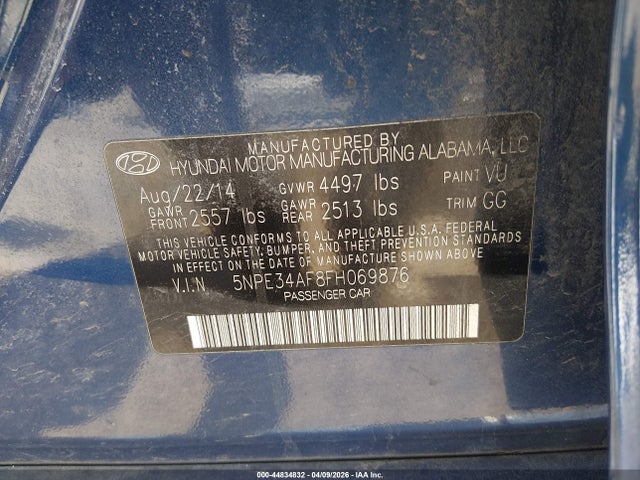 MANUFACTURED BY
HYUNDAI MOTOR MANUFACTURING ALABAMA, LLC
Aug/22/14 GVWR 4497 lbs PAINT VU
GAWR FRONT 2557 lbs GAWR REAR 2513 lbs TRIM GG
THIS VEHICLE CONFORMS TO ALL APPLICABLE U.S.A. FEDERAL
MOTOR VEHICLE SAFETY, BUMPER, AND THEFT PREVENTION
STANDARDS IN EFFECT ON THE DATE OF MANUFACTURE SHOWN ABOVE
V.I.N 5NPE34AF8FH069876
PASSENGER CAR
000-44834832 - 04/09/2026 - IAAI.COM